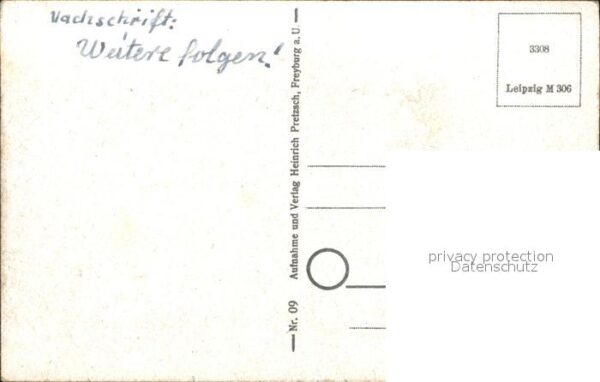 Nachschrift:
Weitere folgen!
Nr. 09 Aufnahme und Verlag Heinrich Pretzsch, Freyburg a. U.
3308
Leipzig M 306
privacy protection
Datenschutz